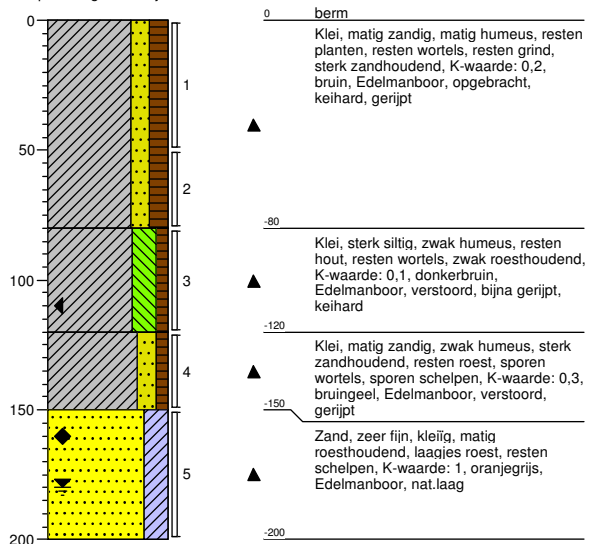 0
0
berm
Klei, matig zandig, matig humeus, resten
planten, resten wortels, resten grind,
sterk zandhoudend, K-waarde: 0,2,
bruin, Edelmanboor, opgebracht,
keihard, gerijpt
1
50
2
-80
Klei, sterk siltig, zwak humeus, resten
hout, resten wortels, zwak roesthoudend,
K-waarde: 0,1, donkerbruin,
Edelmanboor, verstoord, bijna gerijpt,
keihard
3
100
-120
Klei, matig zandig, zwak humeus, sterk
zandhoudend, resten roest, sporen
wortels, sporen schelpen, K-waarde: 0,3,
bruingeel, Edelmanboor, verstoord,
gerijpt
4
150
-150
Zand, zeer fijn, kleiïg, matig
roesthoudend, laagjes roest, resten
schelpen, K-waarde: 1, oranjegrijs,
Edelmanboor, nat.laag
5
200
-200